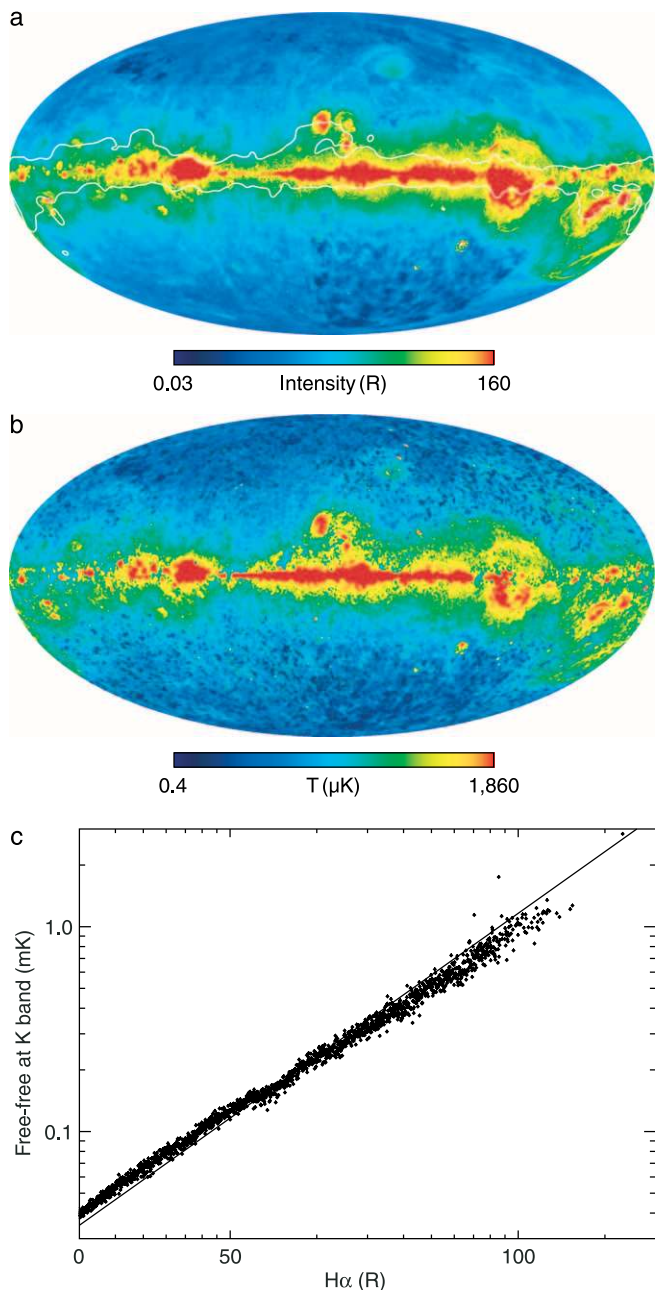 a
0.03 Intensity (R) 160
b
0.4 T (μK) 1,860
c
Free-free at K band (mK)
1.0
0.1
0 50 100
Hα (R)